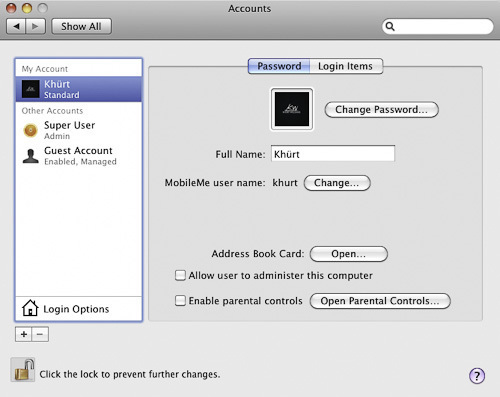 Accounts
Show All
My Account
Khürt
Standard
Other Accounts
Super User
Admin
Guest Account
Enabled, Managed
Login Options
Password Login Items
Change Password...
Full Name: Khürt
MobileMe user name: khurt Change...
Address Book Card: Open...
Allow user to administer this computer
Enable parental controls Open Parental Controls...
+ −
Click the lock to prevent further changes.
?